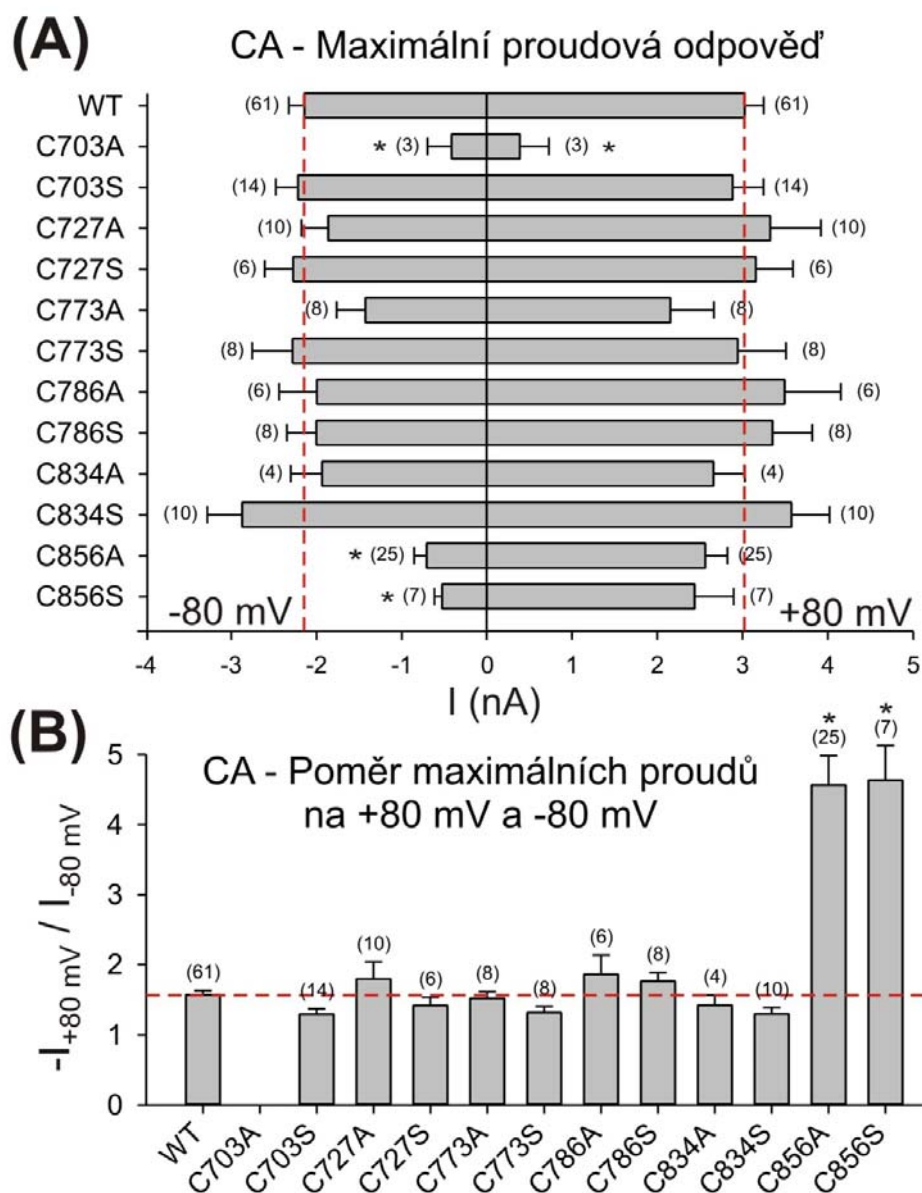 (A) CA - Maximální proudová odpověď
WT (61) (61)
C703A * (3) (3) *
C703S (14) (14)
C727A (10) (10)
C727S (6) (6)
C773A (8) (8)
C773S (8) (8)
C786A (6) (6)
C786S (8) (8)
C834A (4) (4)
C834S (10) (10)
C856A * (25) (25)
C856S * (7) (7)
-80 mV +80 mV
-4 -3 -2 -1 0 1 2 3 4 5
I (nA)
(B) CA - Poměr maximálních proudů
na +80 mV a -80 mV
-I+80 mV / I-80 mV
5
4
3
2
1
0
* *
(25) (7)
(61) (14) (10) (6) (8) (8) (6) (8) (4) (10)
WT C703A C703S C727A C727S C773A C773S C786A C786S C834A C834S C856A C856S